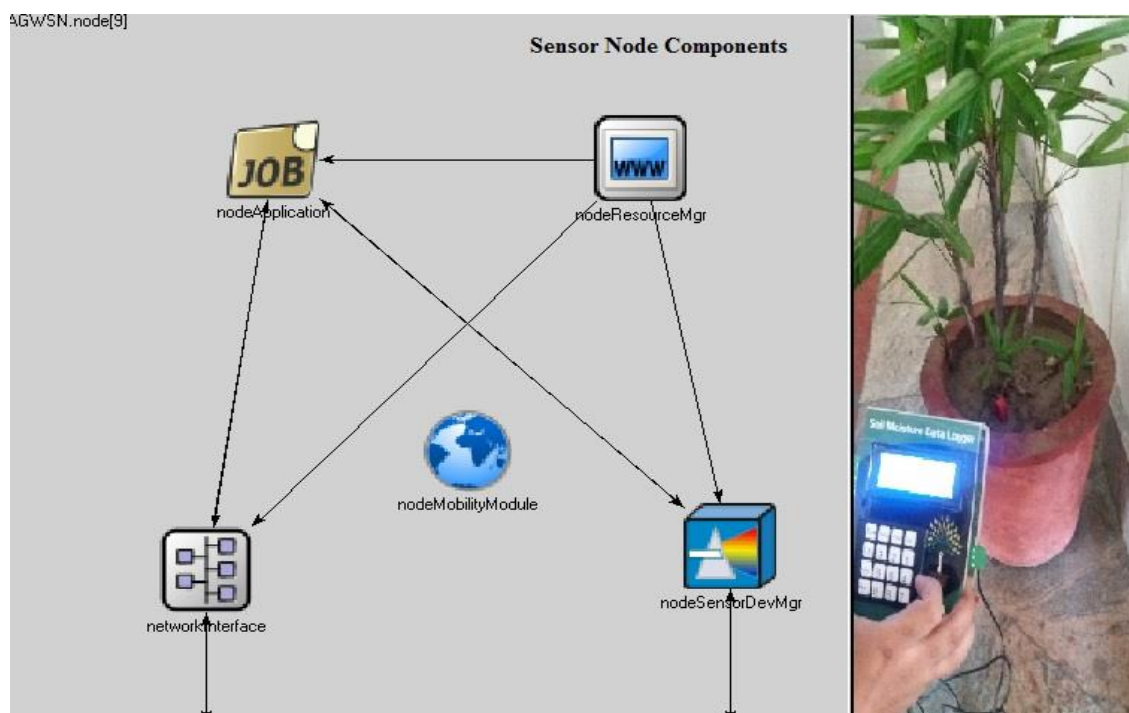 AGWSN.node[9]
Sensor Node Components
JOB
nodeApplication
www
nodeResourceMgr
nodeMobilityModule
networkInterface
nodeSensorDevMgr
Soil Moisture Data Logger